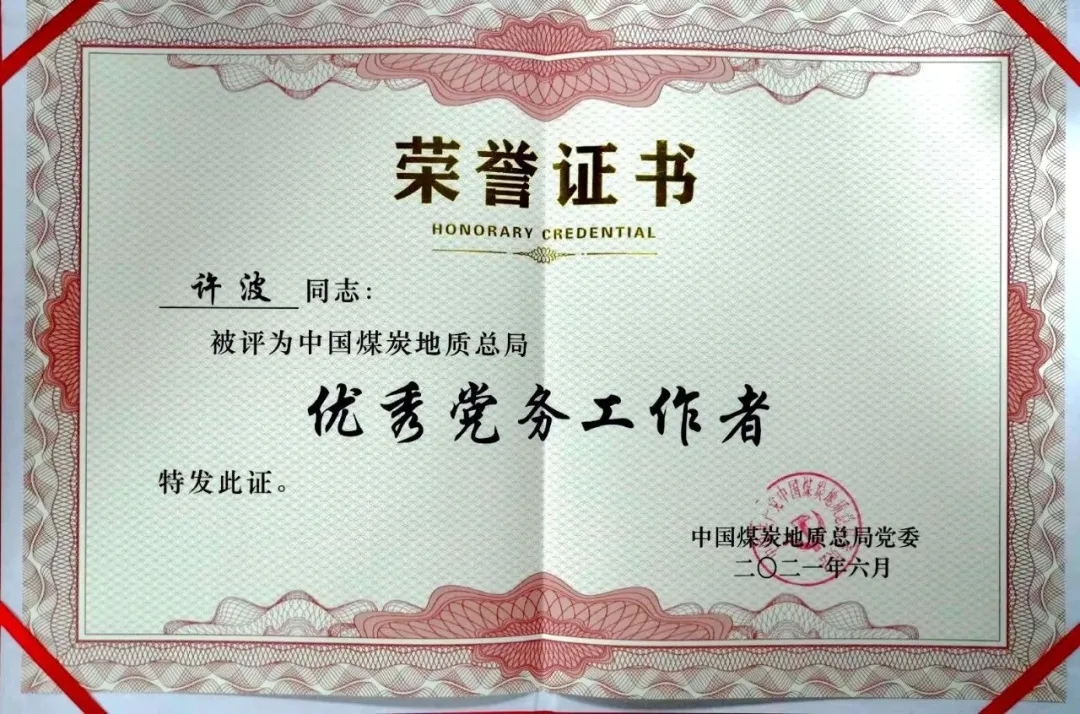 荣誉证书
HONORARY CREDENTIAL
许波 同志：
被评为中国煤炭地质总局
优秀党务工作者
特发此证。
中国煤炭地质总局党委
二〇二一年六月